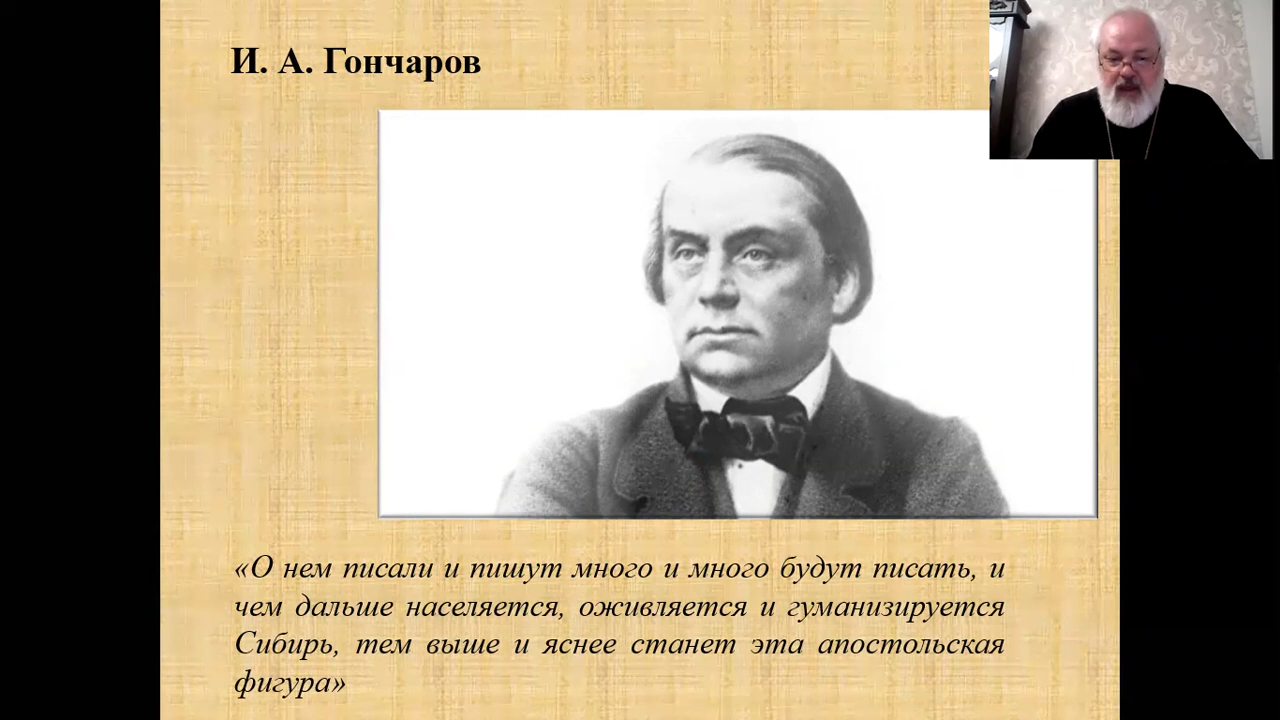 И. А. Гончаров
«О нем писали и пишут много и много будут писать, и
чем дальше населяется, оживляется и гуманизируется
Сибирь, тем выше и яснее станет эта апостольская
фигура»